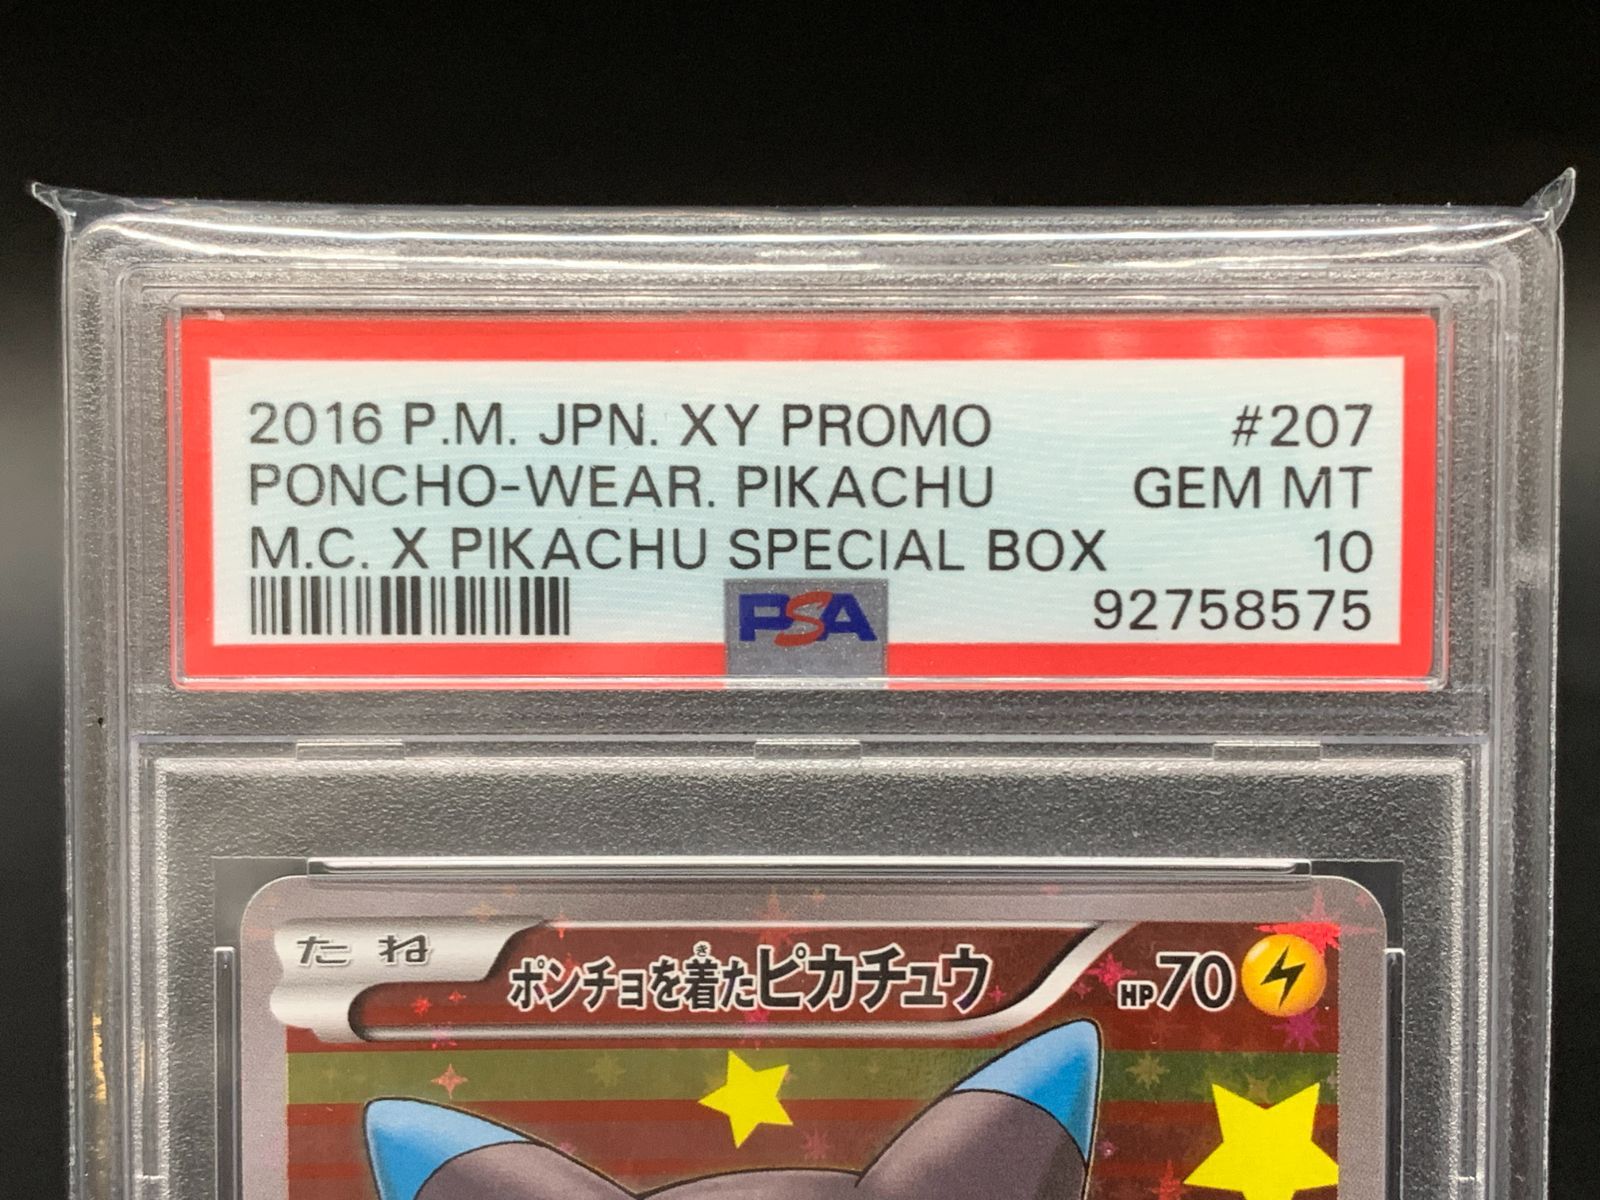 2016 P.M. JPN. XY PROMO #207
PONCHO-WEAR. PIKACHU GEM MT
M.C. X PIKACHU SPECIAL BOX 10
PSA 92758575
たね ポンチョを着たピカチュウ HP70
き